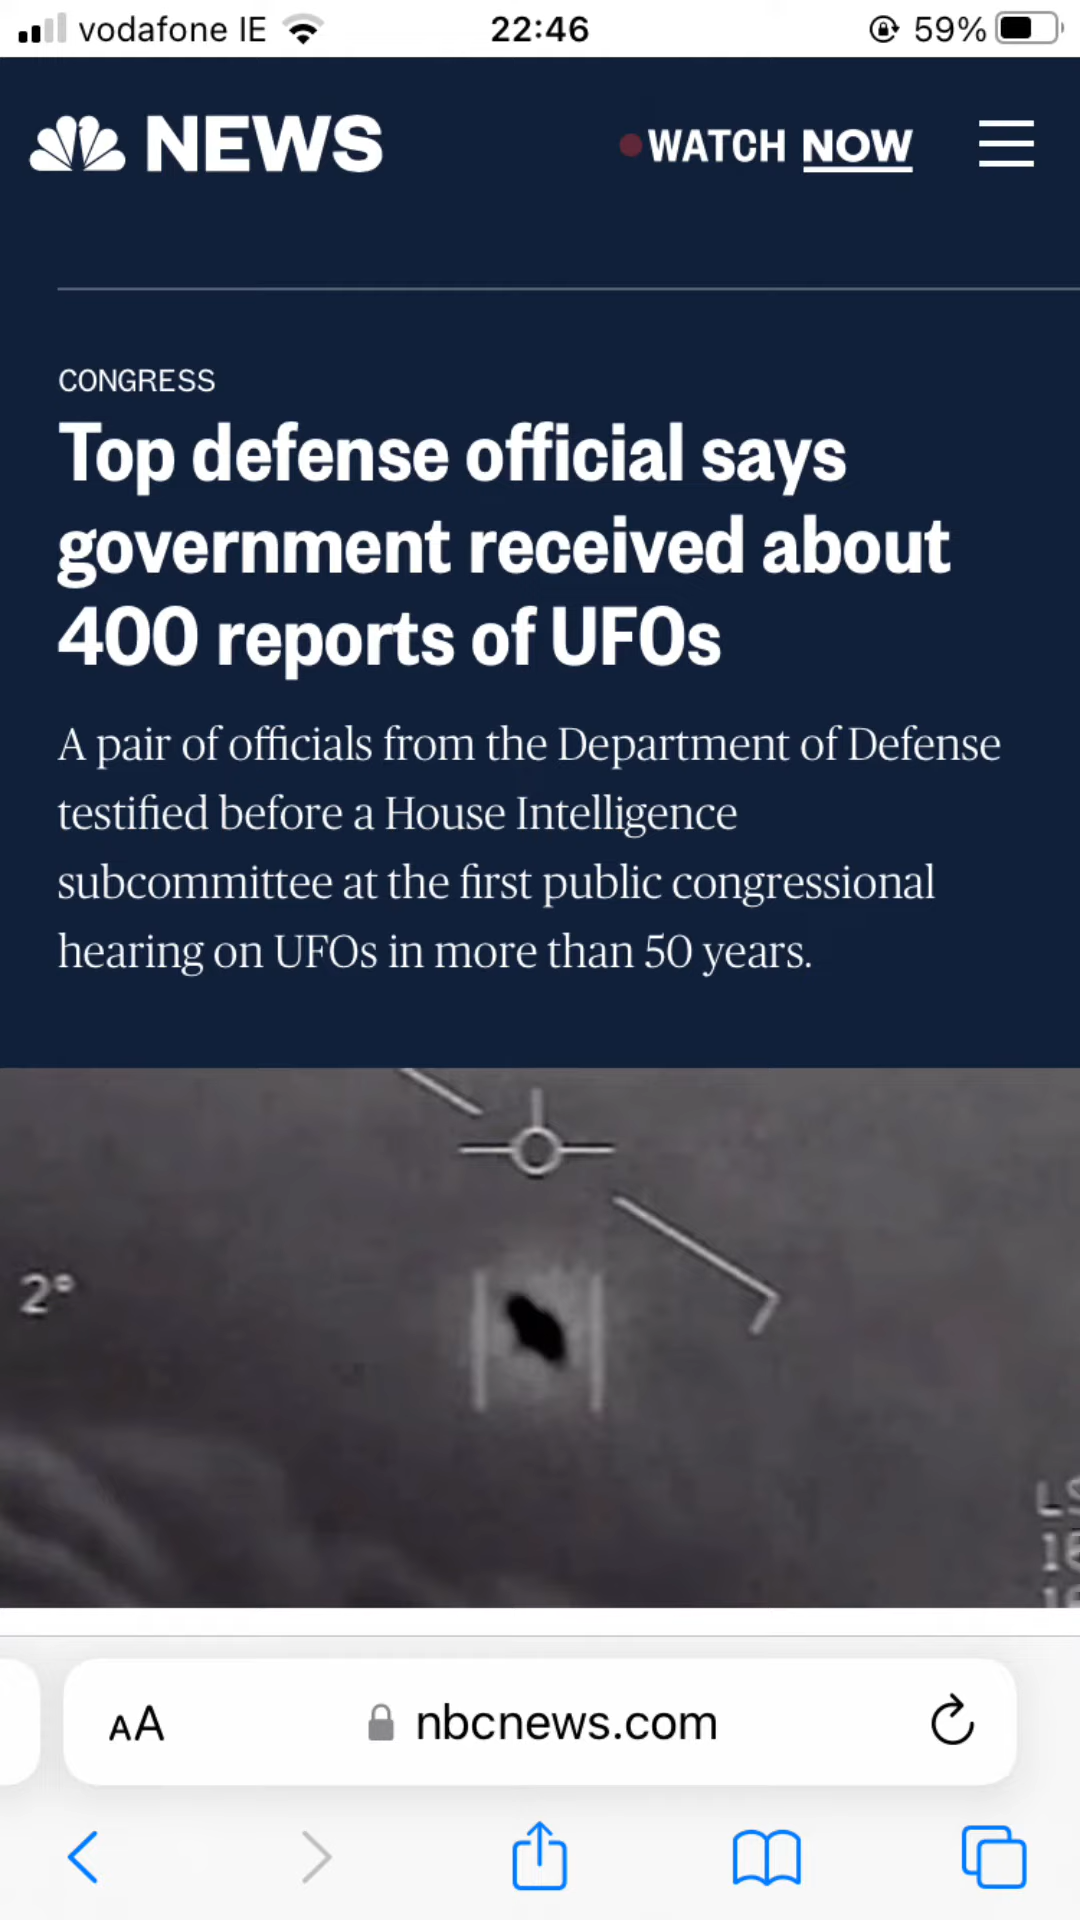 vodafone IE 22:46 59%
NEWS WATCH NOW
CONGRESS
Top defense official says
government received about
400 reports of UFOs
A pair of officials from the Department of Defense
testified before a House Intelligence
subcommittee at the first public congressional
hearing on UFOs in more than 50 years.
2°
LS
AA nbcnews.com